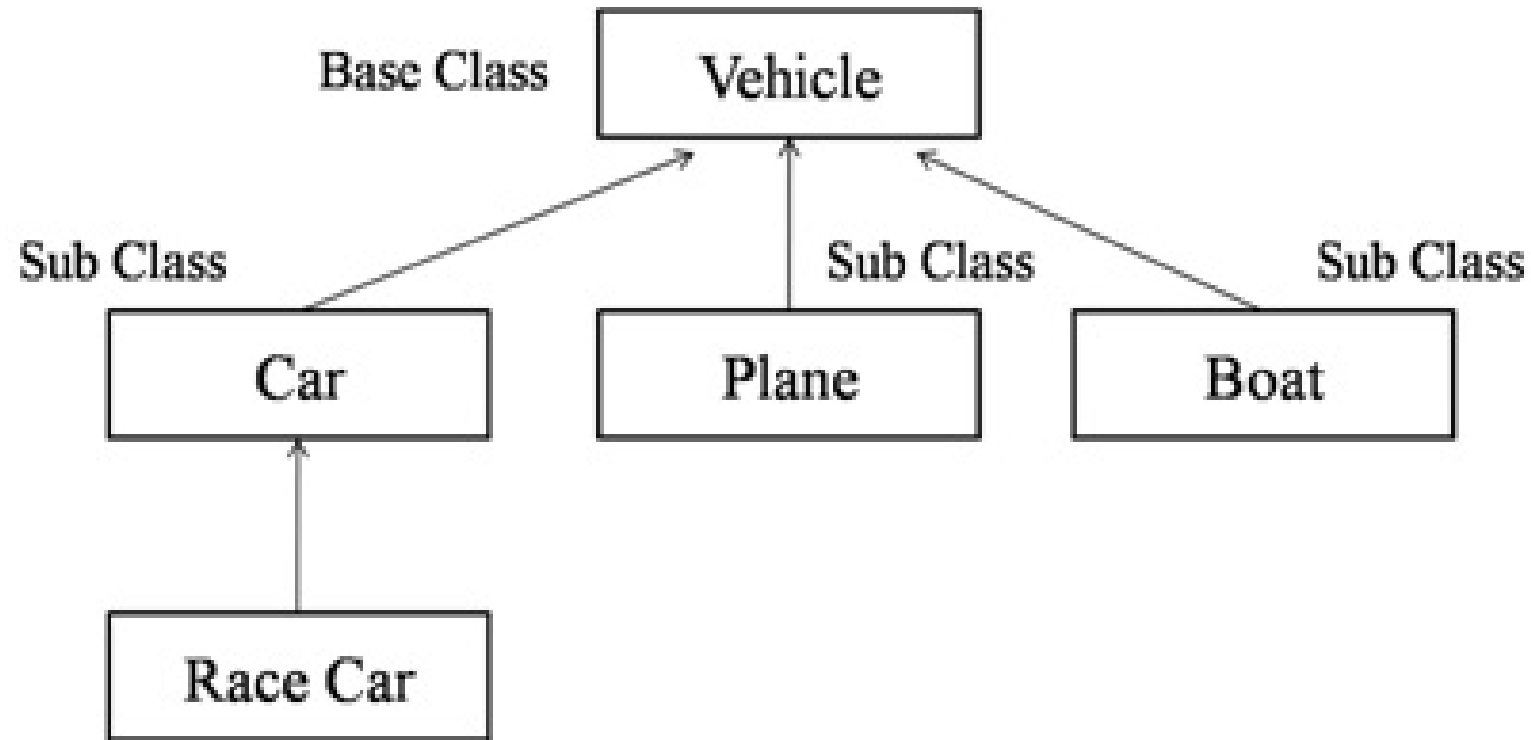 Base Class
Vehicle
Sub Class
Sub Class
Sub Class
Car
Plane
Boat
Race Car